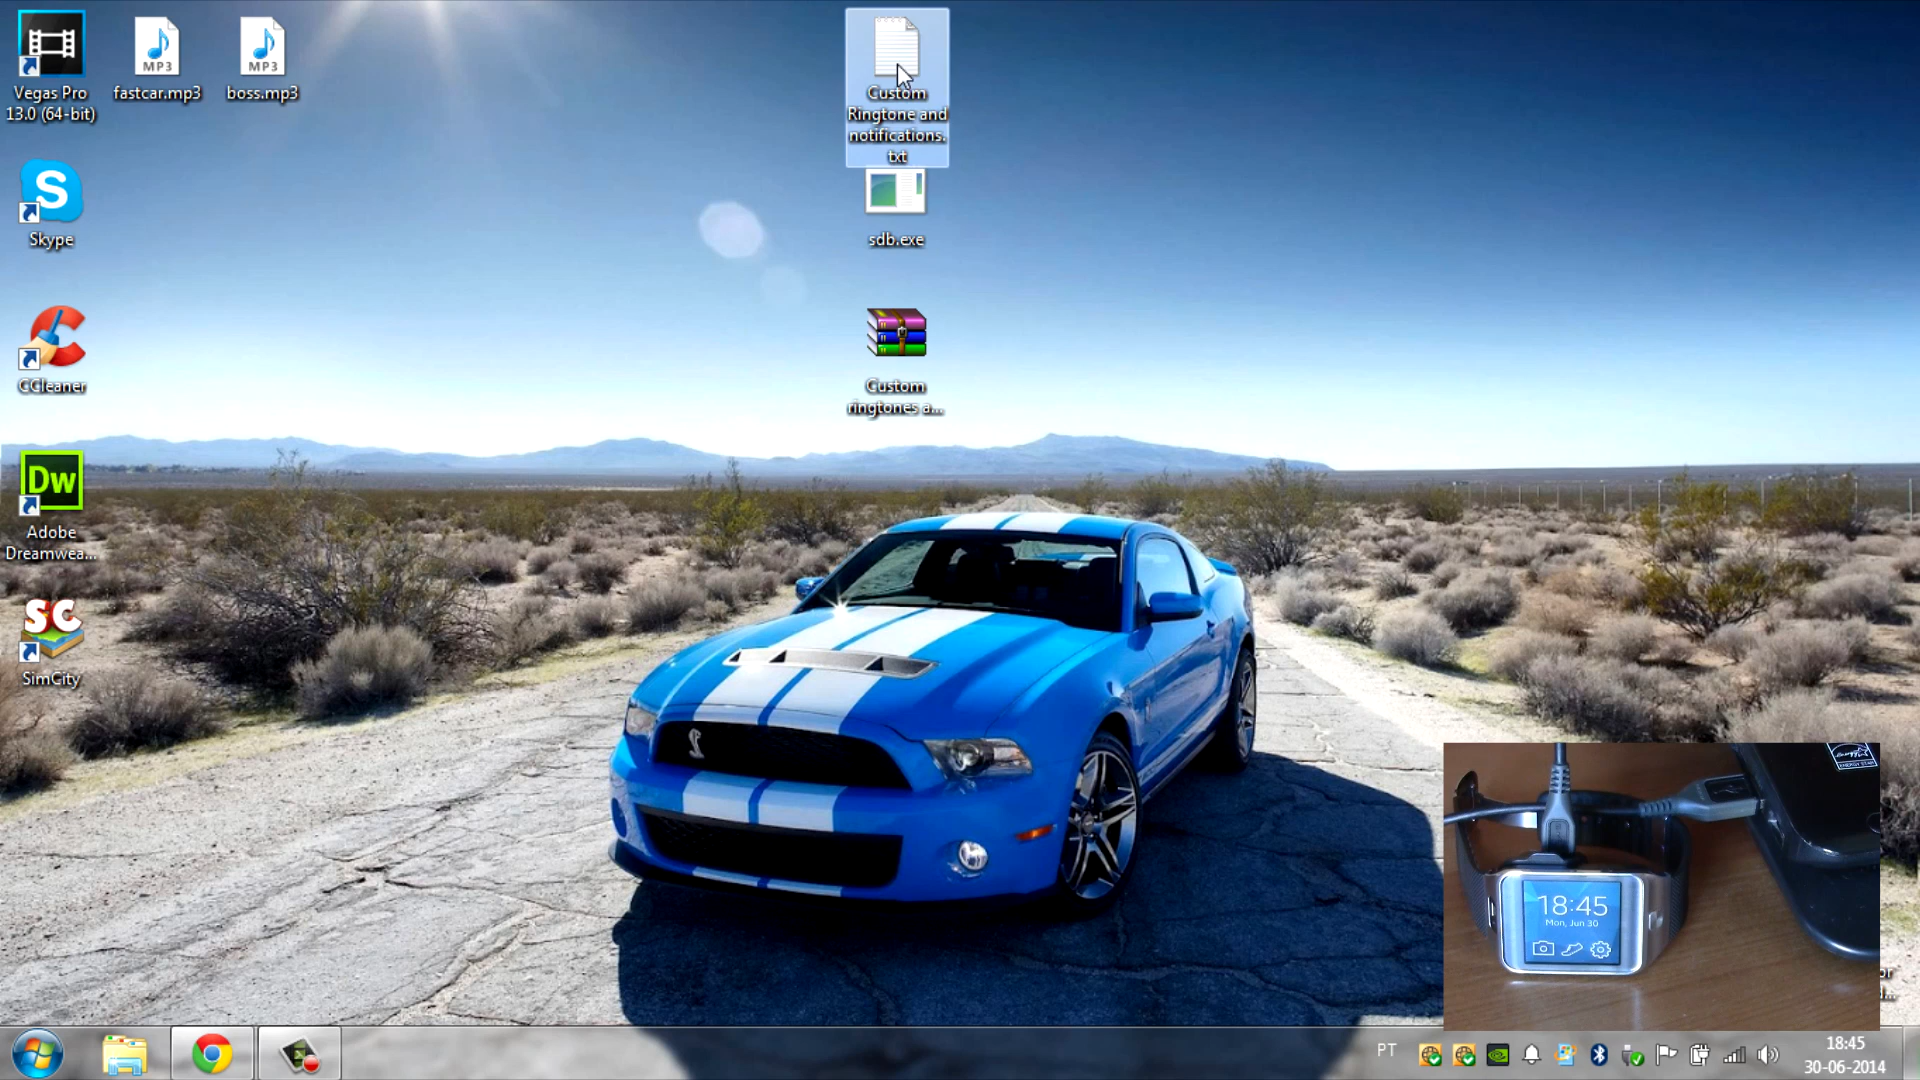 MP3
MP3
Vegas Pro
13.0 (64-bit)
fastcar.mp3
boss.mp3
Custom
Ringtone and
notifications.
txt
S
Skype
sdb.exe
CCleaner
Custom
ringtones a...
Dw
Adobe
Dreamwea...
SC
SimCity
ENERGY STAR
18:45
Mon, Jun 30
PT
18:45
30-06-2014